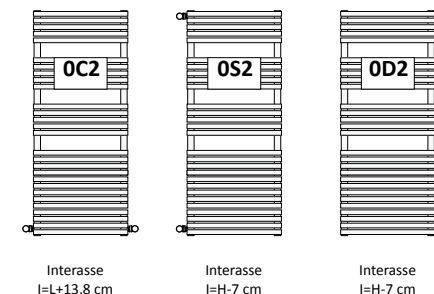 0C2
0S2
0D2
Interasse
I=L+13,8 cm
Interasse
I=H-7 cm
Interasse
I=H-7 cm